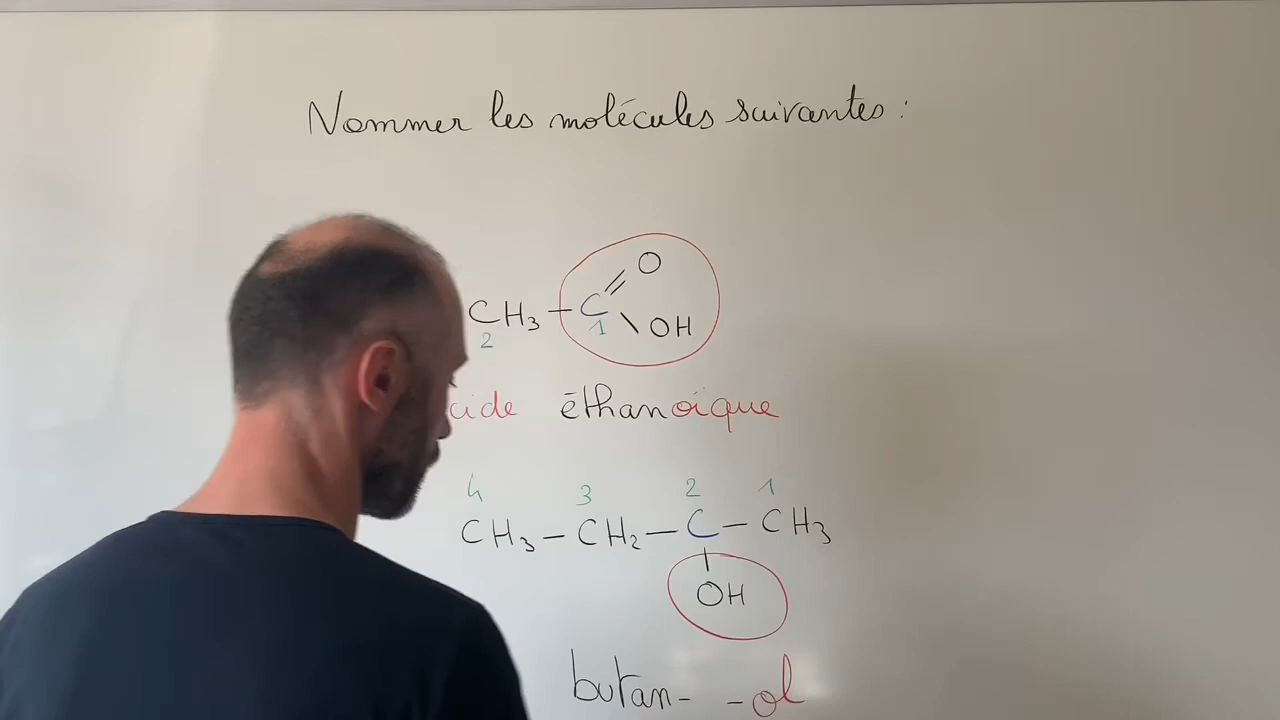 Nommer les molécules suivantes :
O
CH₃ - C
OH
2 1
cide éthanoïque
4 3 2 1
CH₃ - CH₂ - C - CH₃
OH
butan- -ol